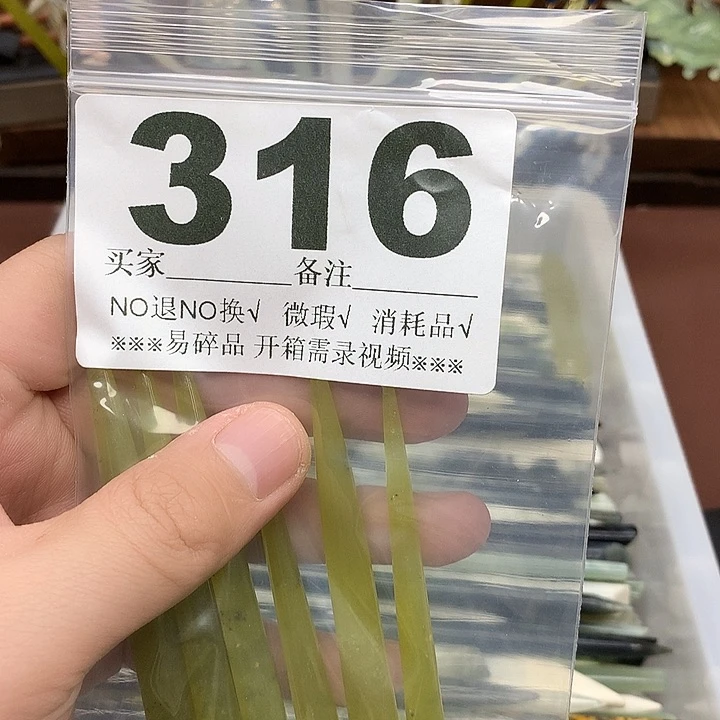 316
买家________备注________
NO退NO换√ 微瑕√ 消耗品√
※※※易碎品 开箱需录视频※※※